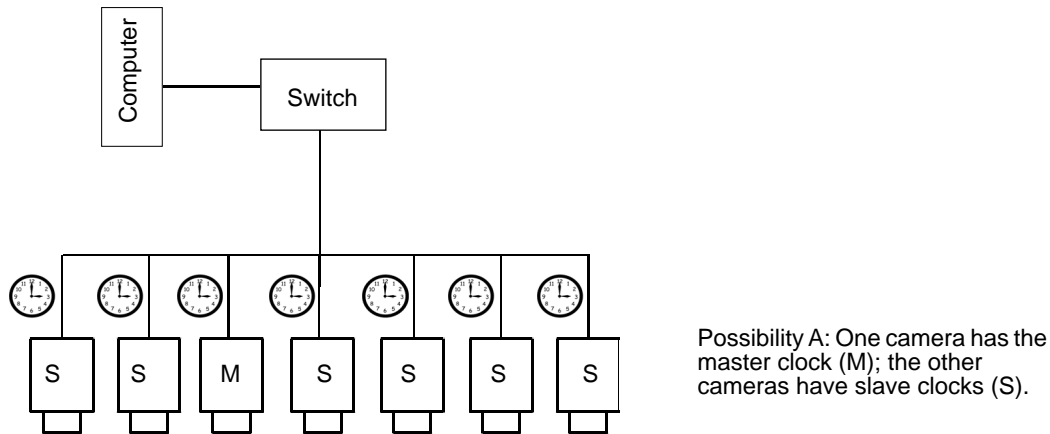 Computer
Switch
S S M S S S S
Possibility A: One camera has the
master clock (M); the other
cameras have slave clocks (S).